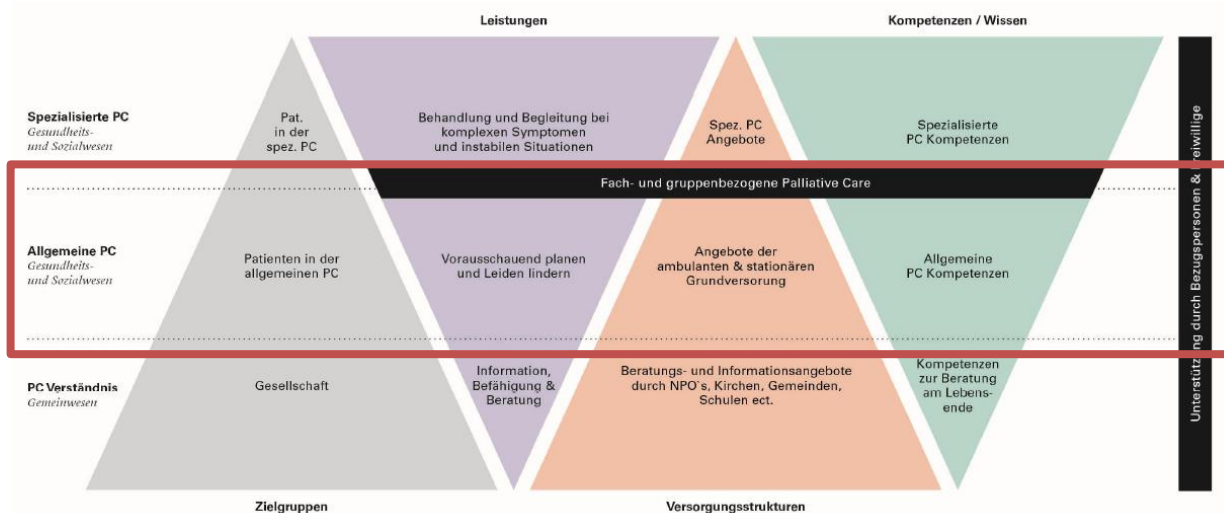 Leistungen
Kompetenzen / Wissen
Spezialisierte PC
Gesundheits-
und Sozialwesen
Pat.
in der
spez. PC
Behandlung und Begleitung bei
komplexen Symptomen
und instabilen Situationen
Spez. PC
Angebote
Spezialisierte
PC Kompetenzen
Fach- und gruppenbezogene Palliative Care
Allgemeine PC
Gesundheits-
und Sozialwesen
Patienten in der
allgemeinen PC
Vorausschauend planen
und Leiden lindern
Angebote der
ambulanten & stationären
Grundversorung
Allgemeine
PC Kompetenzen
PC Verständnis
Gemeinwesen
Gesellschaft
Information,
Befähigung &
Beratung
Beratungs- und Informationsangebote
durch NPO`s, Kirchen, Gemeinden,
Schulen ect.
Kompetenzen
zur Beratung
am Lebens-
ende
Unterstützung durch Bezugspersonen & Freiwillige
Zielgruppen
Versorgungsstrukturen